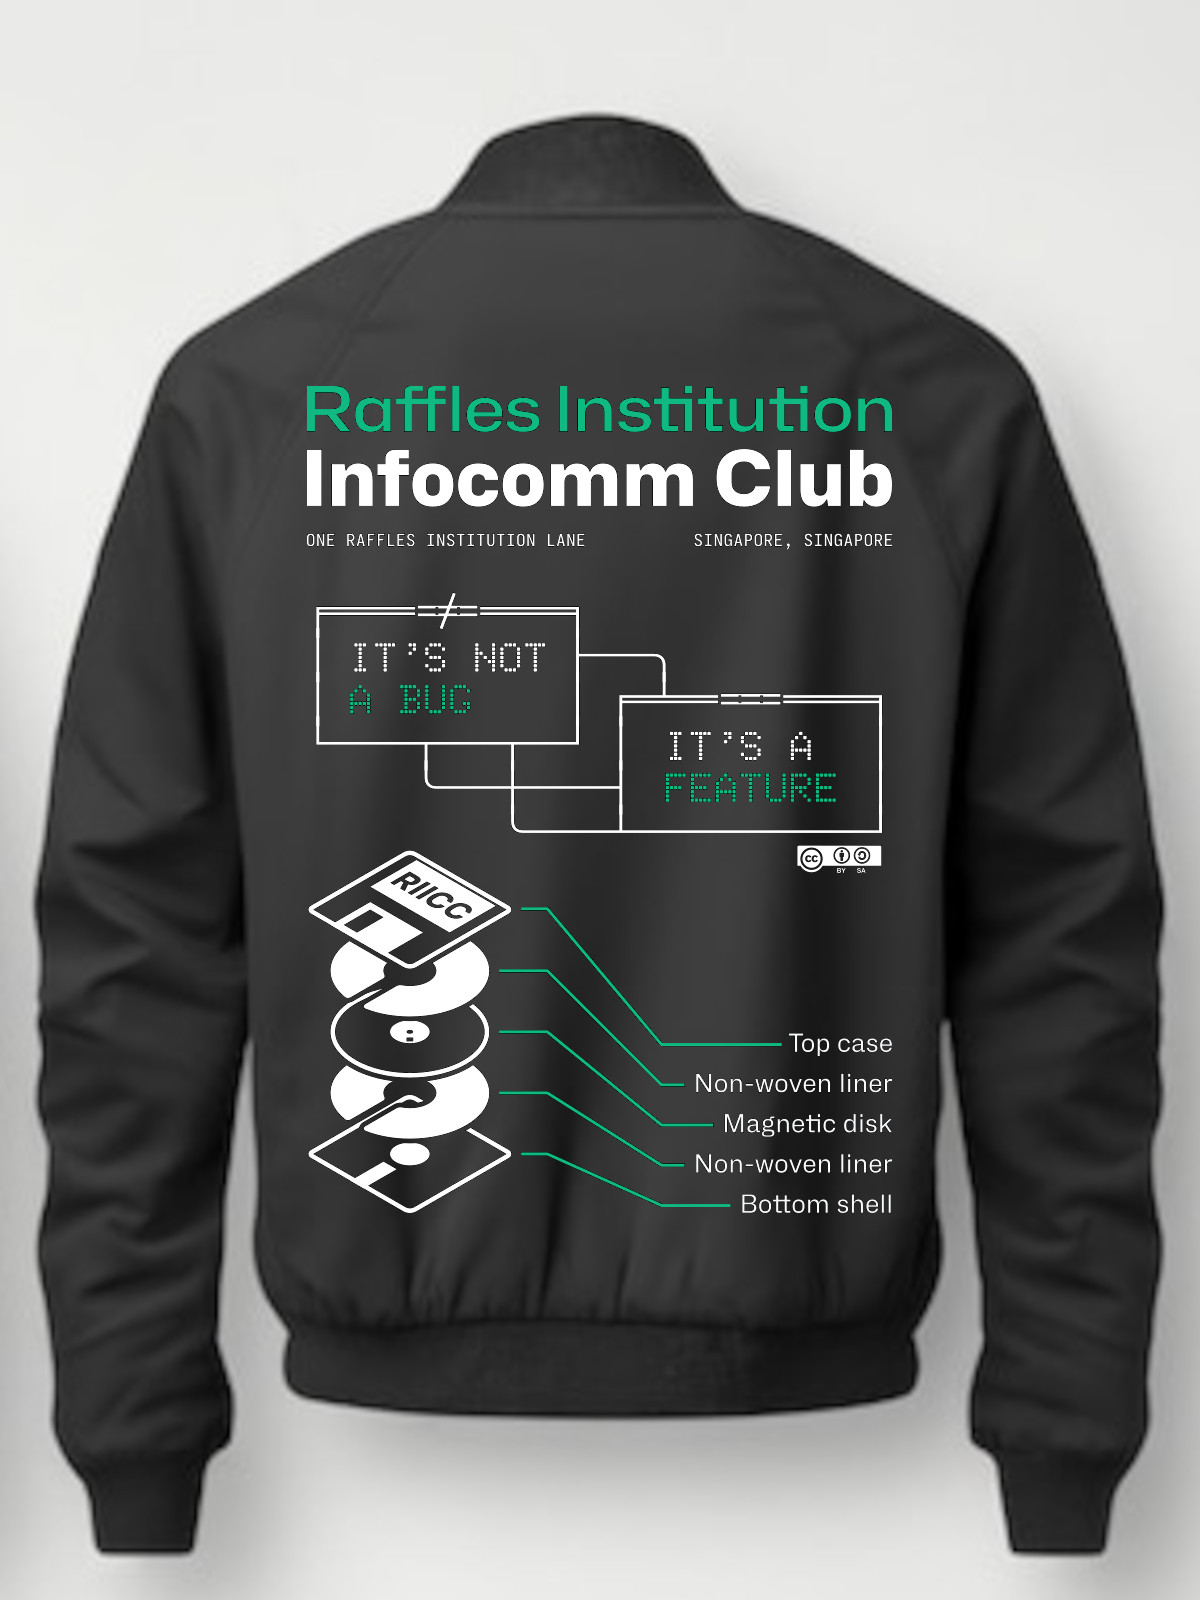 Raffles Institution
Infocomm Club
ONE RAFFLES INSTITUTION LANE
SINGAPORE, SINGAPORE
IT'S NOT
A BUG
IT'S A
FEATURE
cc BY SA
RIICC
Top case
Non-woven liner
Magnetic disk
Non-woven liner
Bottom shell